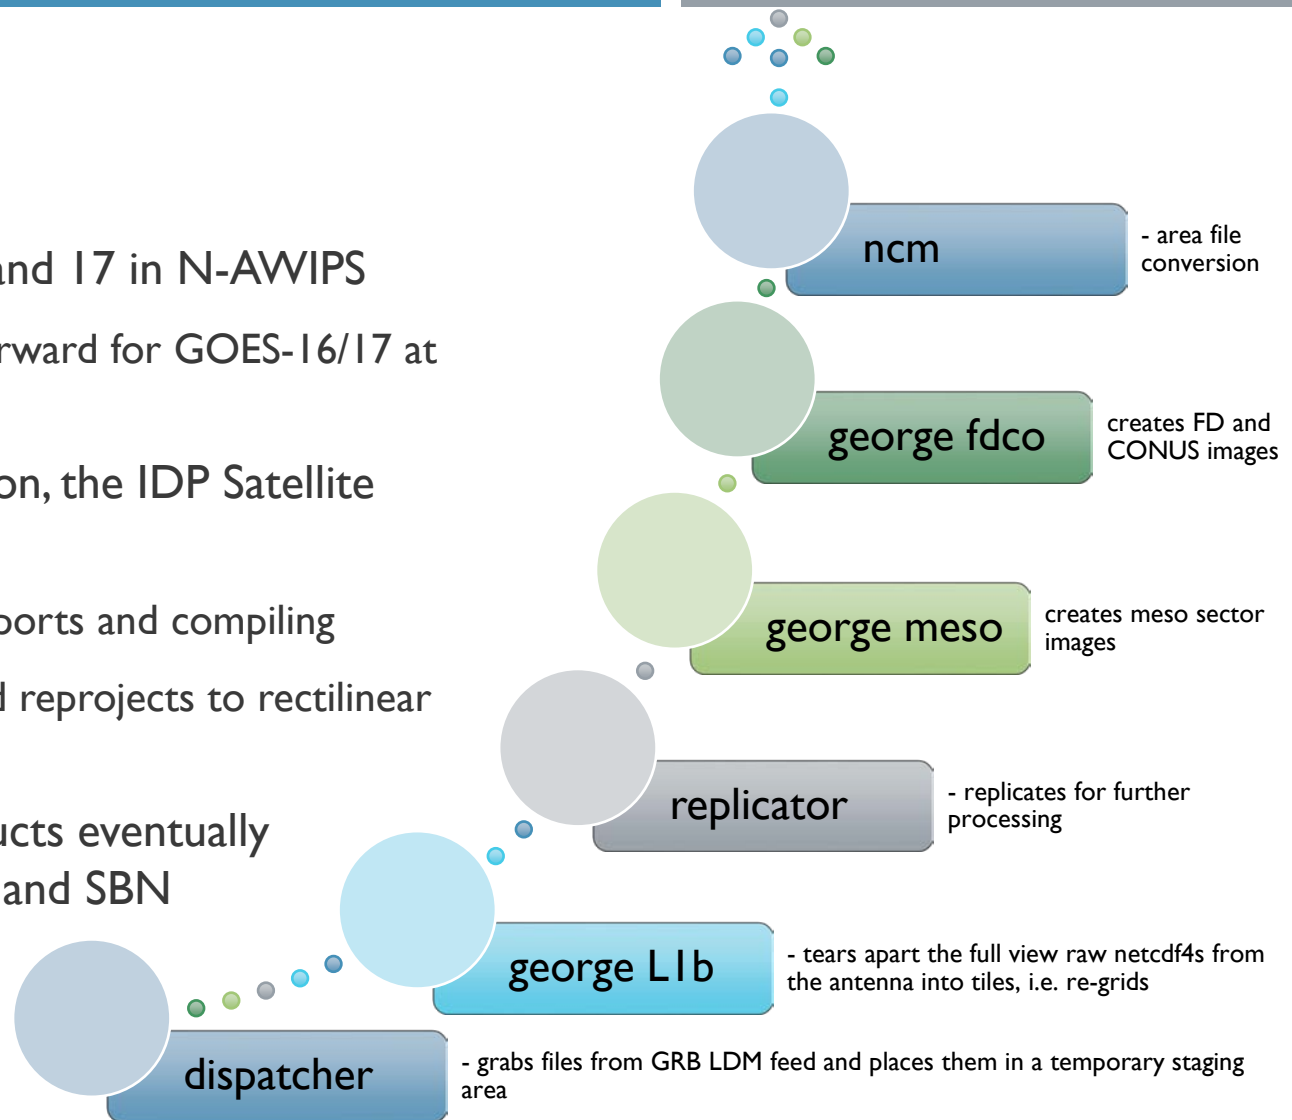 and 17 in N-AWIPS
rward for GOES-16/17 at
on, the IDP Satellite
ports and compiling
d reprojects to rectilinear
ucts eventually
and SBN
ncm
- area file
conversion
george fdco
creates FD and
CONUS images
george meso
creates meso sector
images
replicator
- replicates for further
processing
george L1b
- tears apart the full view raw netcdf4s from
the antenna into tiles, i.e. re-grids
dispatcher
- grabs files from GRB LDM feed and places them in a temporary staging
area